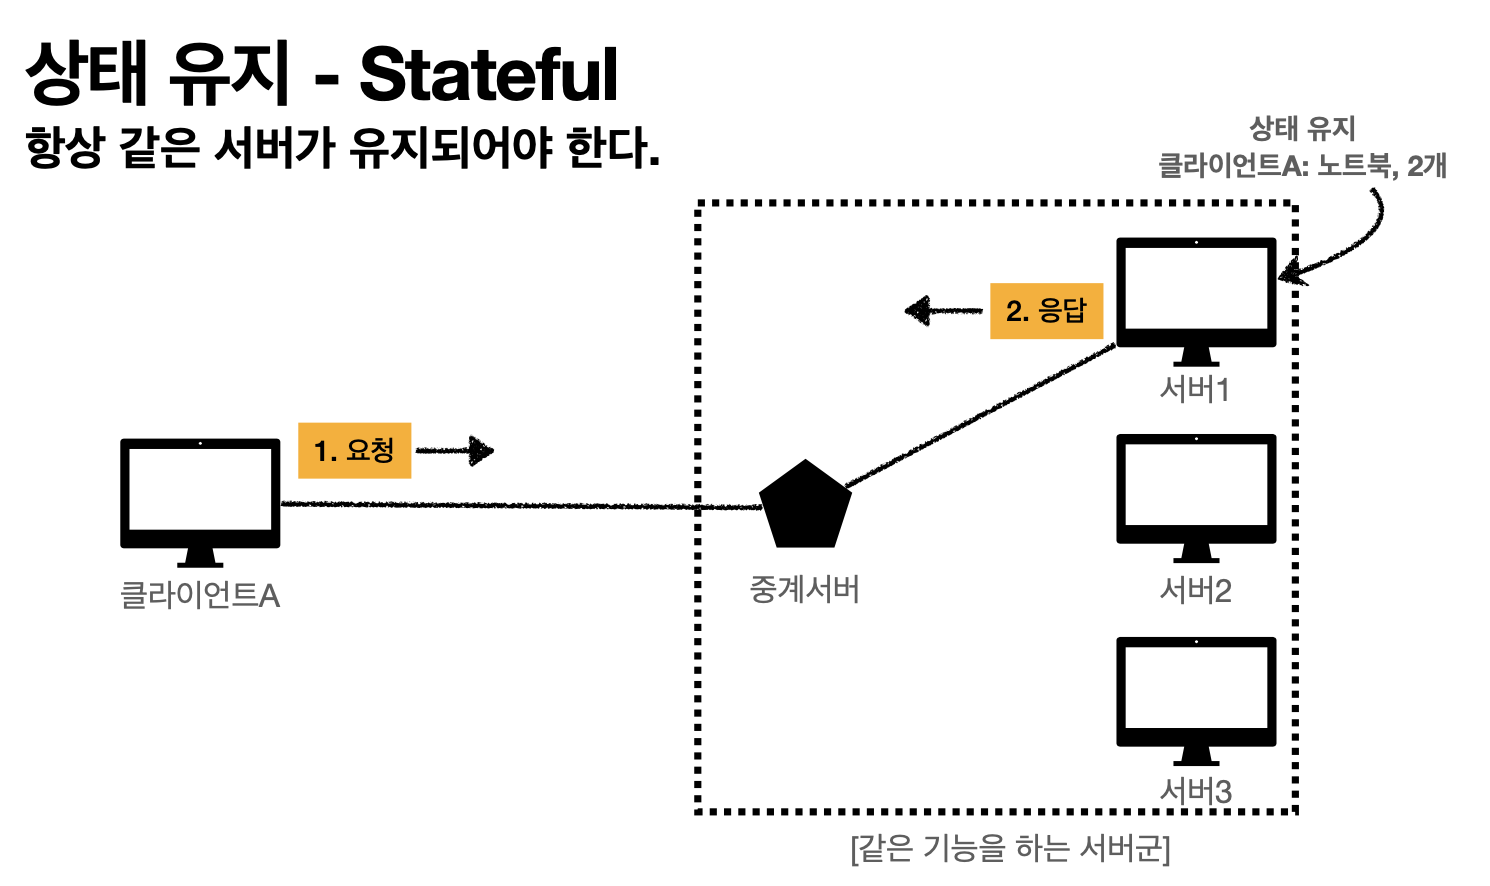 상태 유지 - Stateful
항상 같은 서버가 유지되어야 한다.
상태 유지
클라이언트A: 노트북, 2개
2. 응답
서버1
1. 요청
클라이언트A
중계서버
서버2
서버3
[같은 기능을 하는 서버군]